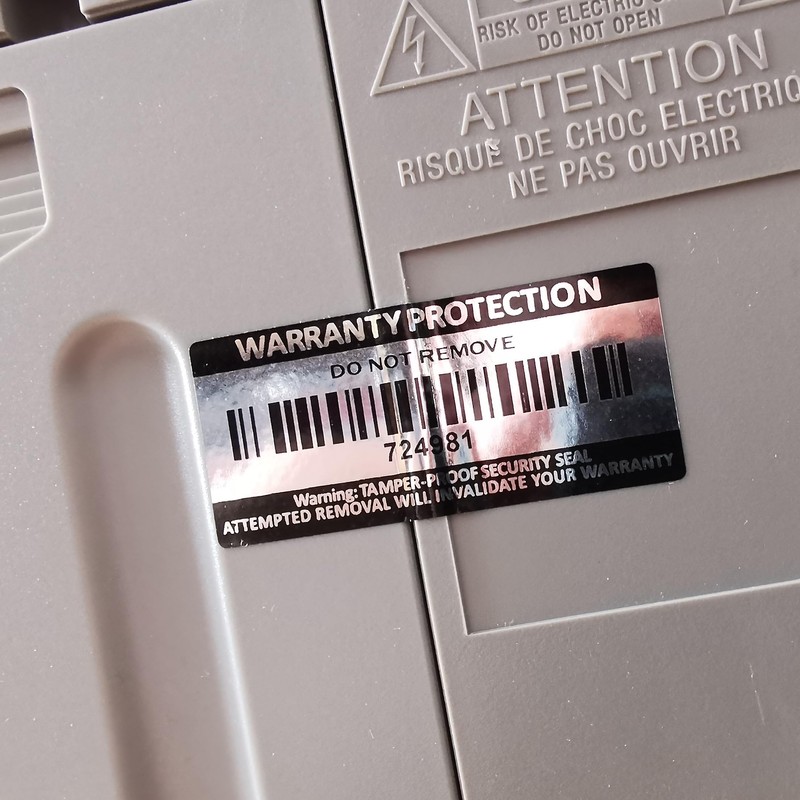 RISK OF ELECTRIC
DO NOT OPEN
ATTENTION
RISQUE DE CHOC ELECTRIQ
NE PAS OUVRIR
WARRANTY PROTECTION
DO NOT REMOVE
724981
Warning: TAMPER-PROOF SECURITY SEAL
ATTEMPTED REMOVAL WILL INVALIDATE YOUR WARRANTY